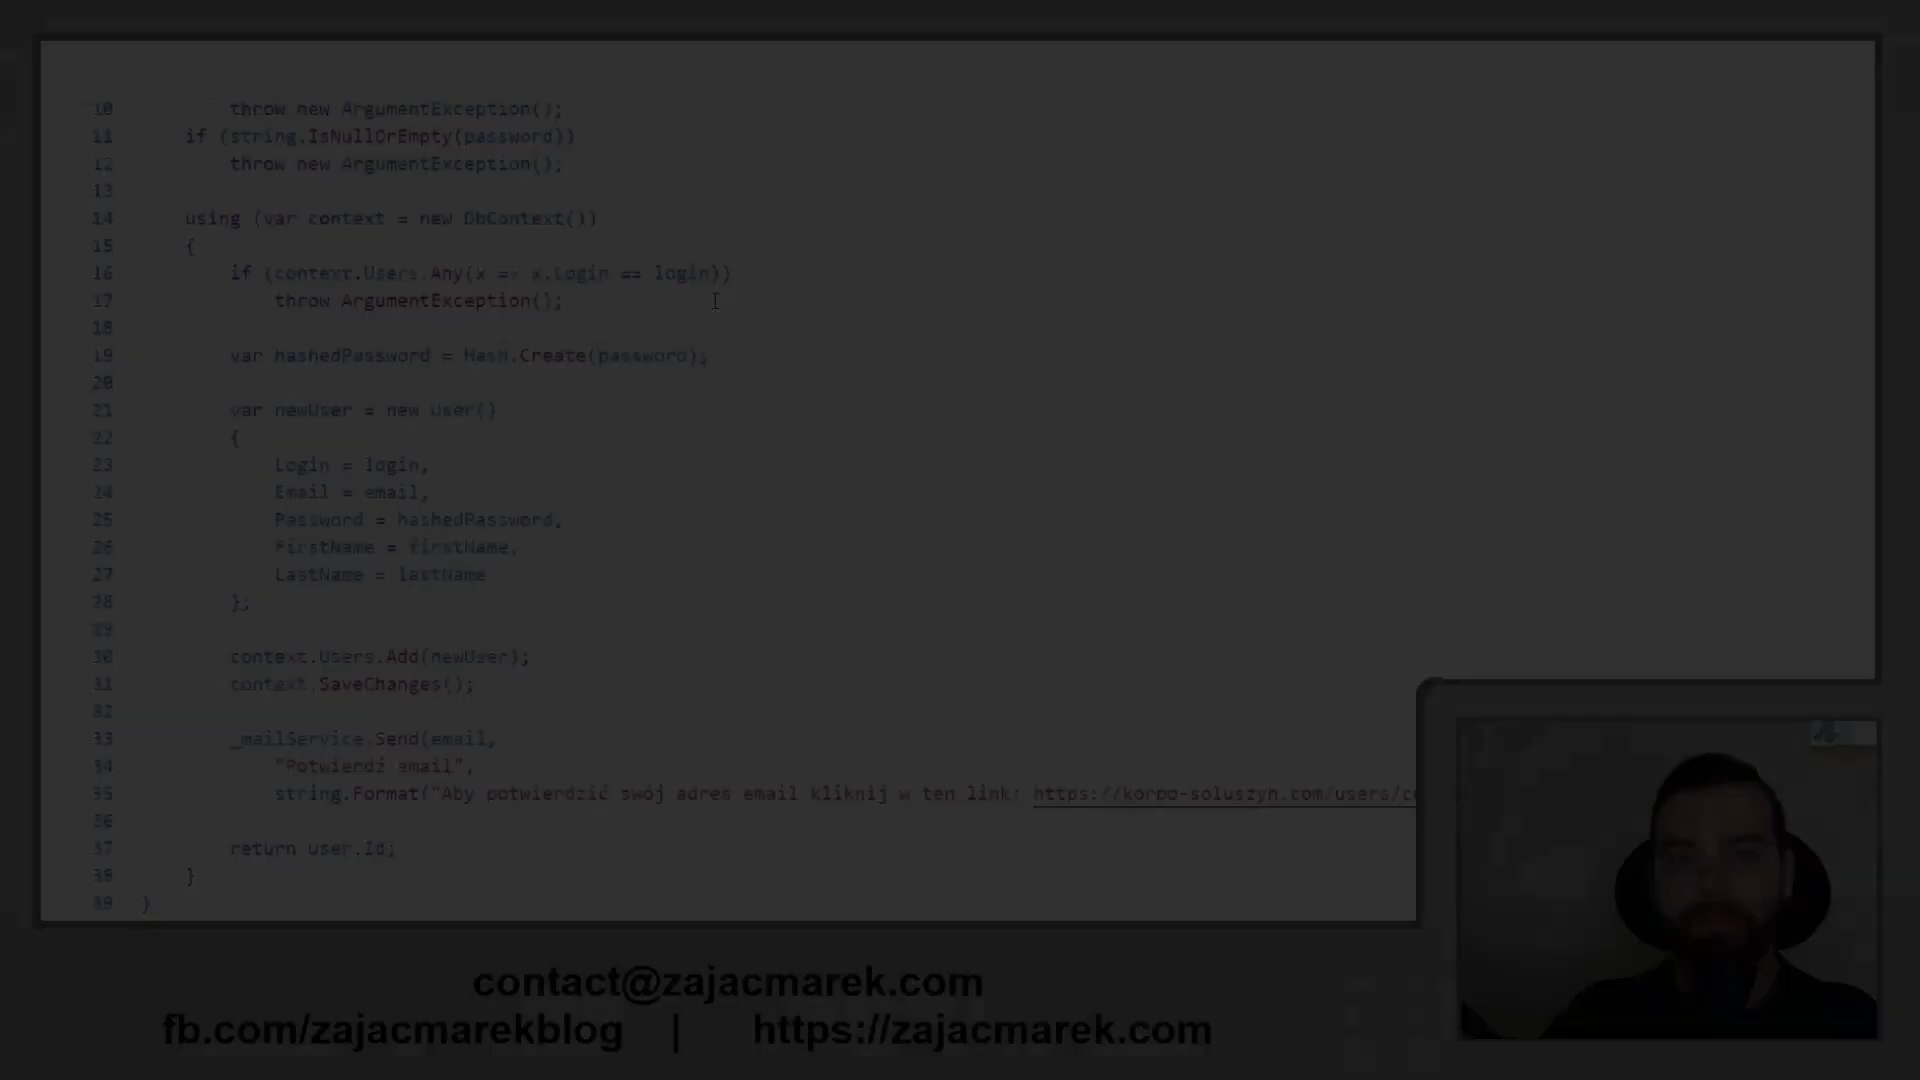 10 throw new ArgumentException();
11 if (string.IsNullOrEmpty(password))
12 throw new ArgumentException();
13
14 using (var context = new DbContext())
15 {
16 if (context.Users.Any(x => x.Login == login))
17 throw ArgumentException();
18
19 var hashedPassword = Hash.Create(password);
20
21 var newUser = new User()
22 {
23 Login = login,
24 Email = email,
25 Password = hashedPassword,
26 FirstName = firstName,
27 LastName = lastName
28 };
29
30 context.Users.Add(newUser);
31 context.SaveChanges();
32
33 _mailService.Send(email,
34 "Potwierdź email",
35 string.Format("Aby potwierdzić swój adres email kliknij w ten link: https://korpo-soluszyn.com/users/
36
37 return user.Id;
38 }
39 }
contact@zajacmarek.com
fb.com/zajacmarekblog | https://zajacmarek.com